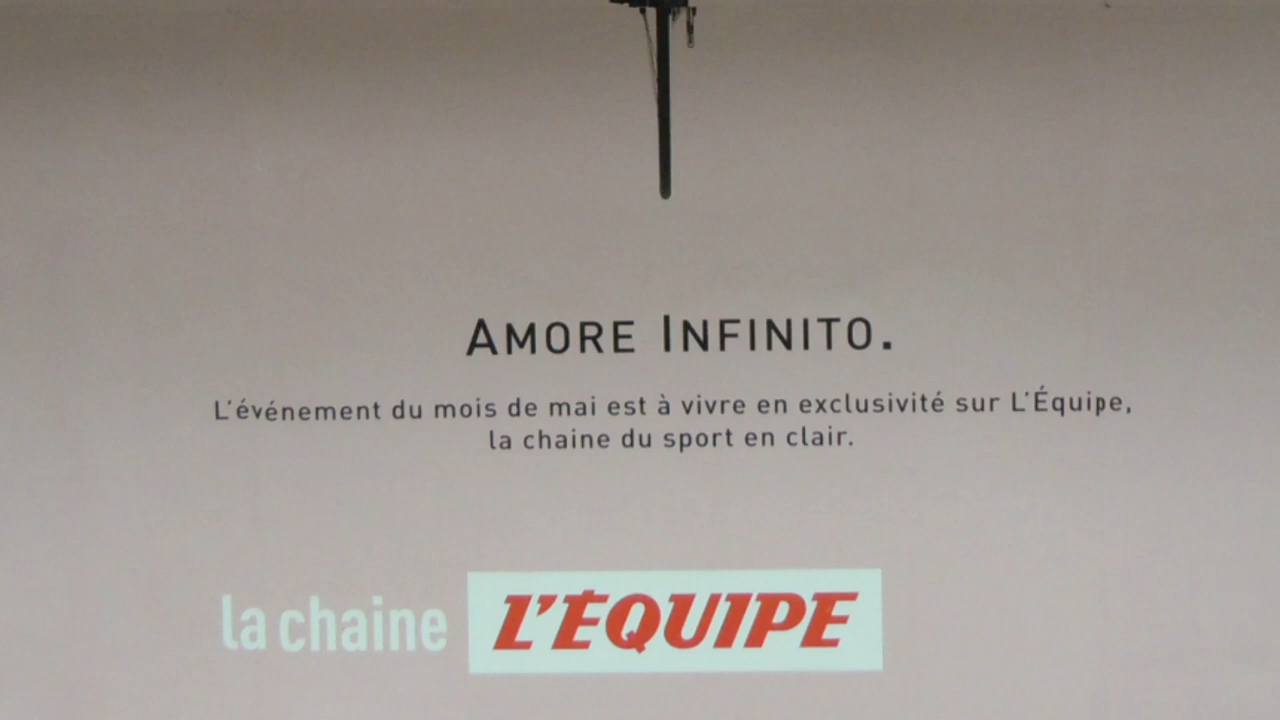 AMORE INFINITO.
L'événement du mois de mai est à vivre en exclusivité sur L'Équipe,
la chaine du sport en clair.
la chaine L'ÉQUIPE